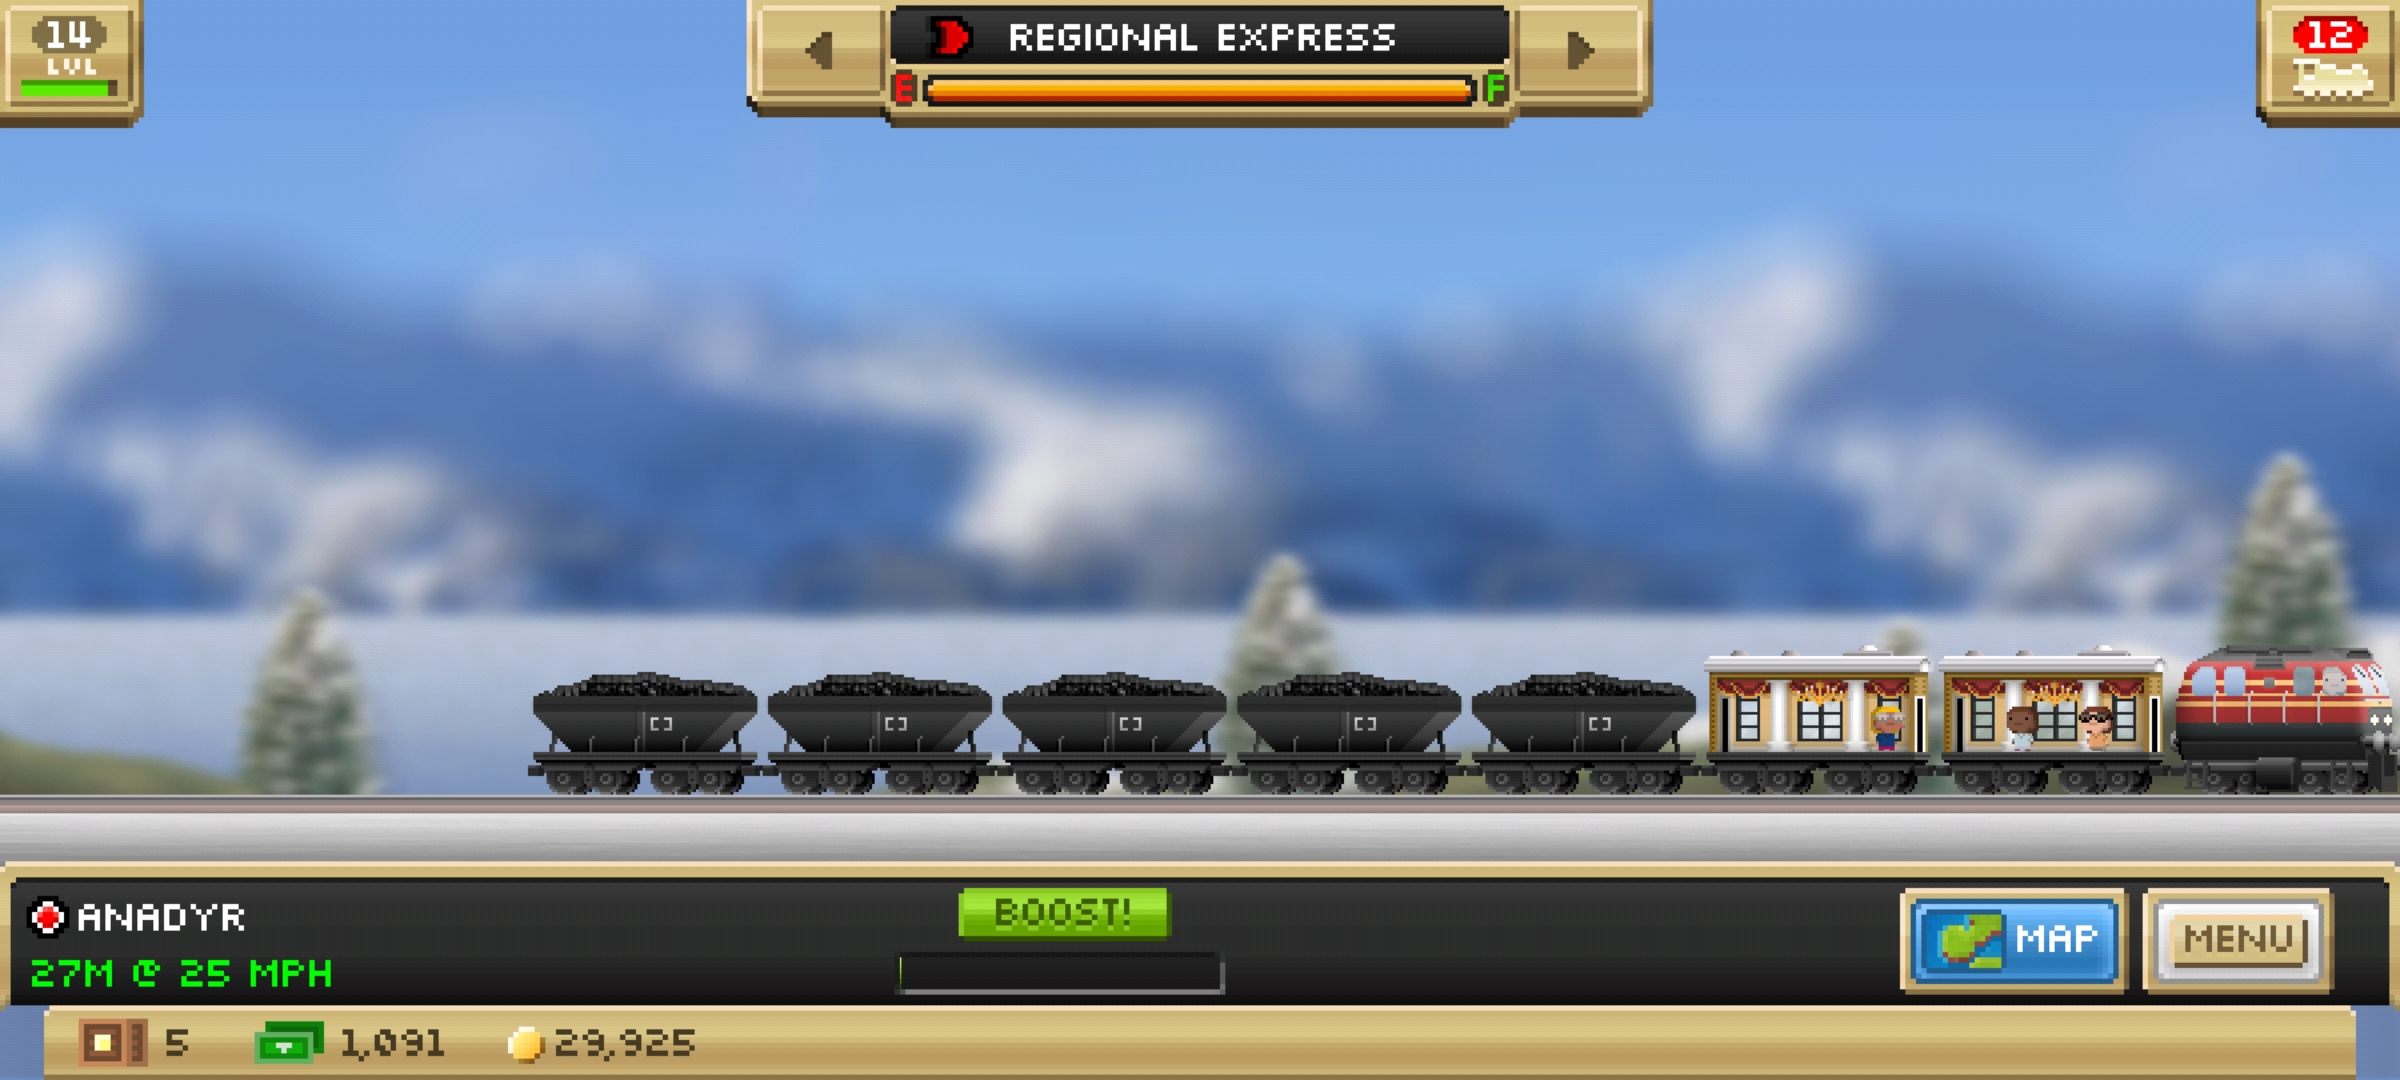 14
LVL
REGIONAL EXPRESS
E F
12
ANADYR
27M @ 25 MPH
BOOST!
MAP
MENU
5 1,091 29,925